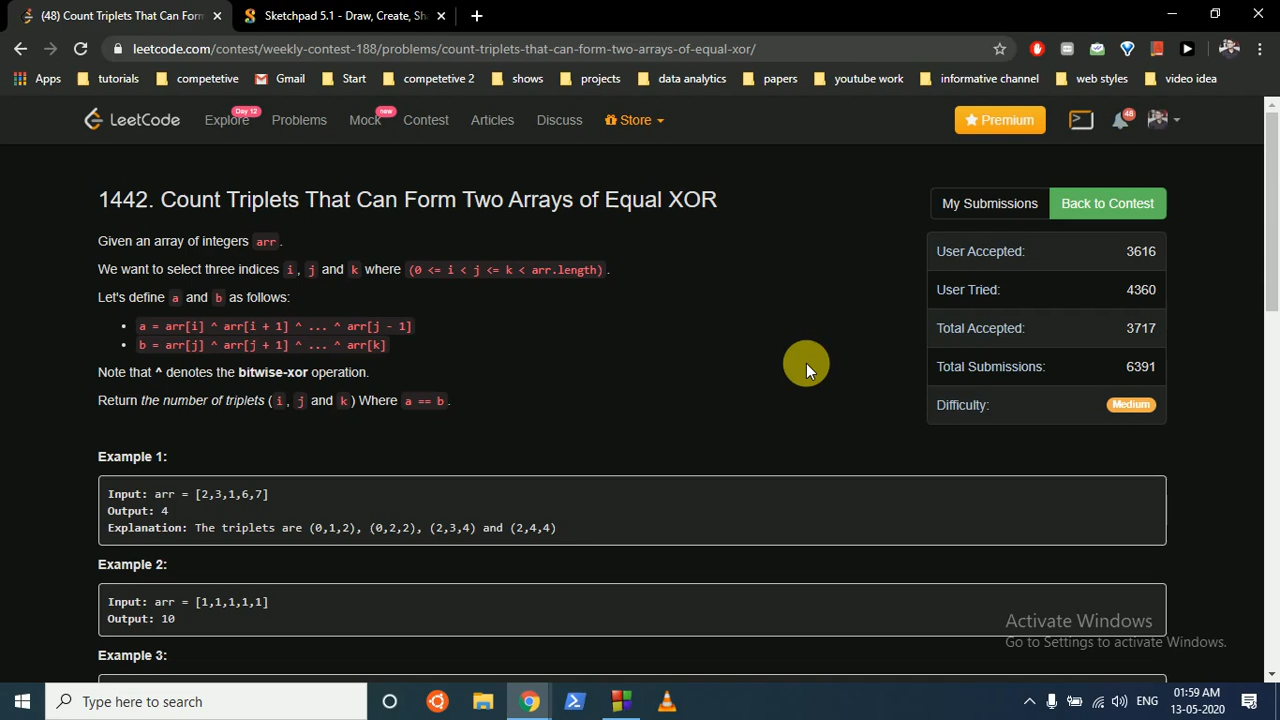 (48) Count Triplets That Can Form
Sketchpad 5.1 - Draw, Create, Sha
leetcode.com/contest/weekly-contest-188/problems/count-triplets-that-can-form-two-arrays-of-equal-xor/
Apps tutorials competetive Gmail Start competetive 2 shows projects data analytics papers youtube work informative channel web styles video idea
LeetCode Explore Day 12 Problems Mock new Contest Articles Discuss Store Premium 48
1442. Count Triplets That Can Form Two Arrays of Equal XOR
My Submissions Back to Contest
Given an array of integers arr.
We want to select three indices i, j and k where (0 <= i < j <= k < arr.length).
Let's define a and b as follows:
• a = arr[i] ^ arr[i + 1] ^ ... ^ arr[j - 1]
• b = arr[j] ^ arr[j + 1] ^ ... ^ arr[k]
Note that ^ denotes the bitwise-xor operation.
Return the number of triplets (i, j and k) Where a == b.
User Accepted: 3616
User Tried: 4360
Total Accepted: 3717
Total Submissions: 6391
Difficulty: Medium
Example 1:
Input: arr = [2,3,1,6,7]
Output: 4
Explanation: The triplets are (0,1,2), (0,2,2), (2,3,4) and (2,4,4)
Example 2:
Input: arr = [1,1,1,1,1]
Output: 10
Example 3:
Activate Windows
Go to Settings to activate Windows.
Type here to search
ENG
01:59 AM
13-05-2020